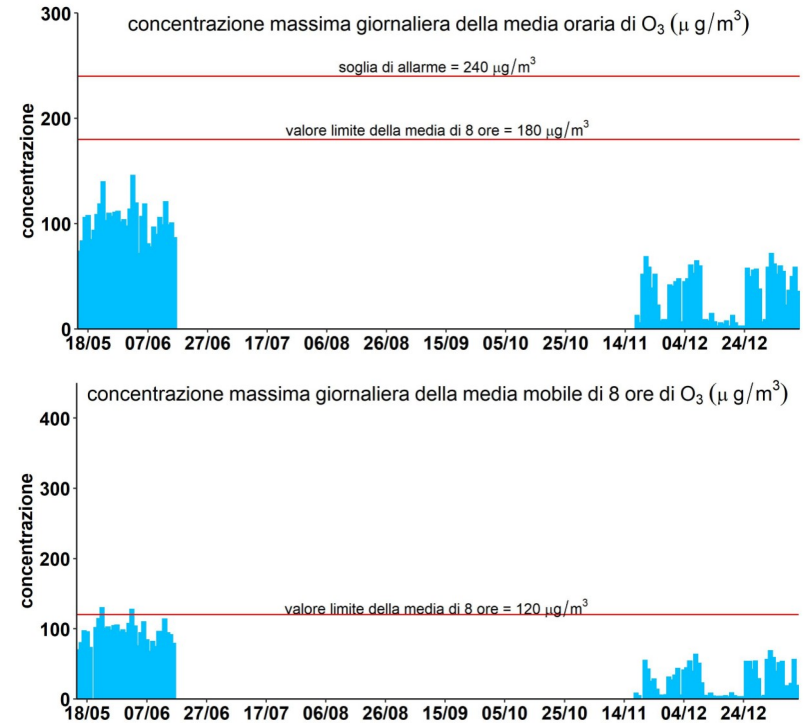 concentrazione massima giornaliera della media oraria di O₃ (μ g/m³)
300
soglia di allarme = 240 μg/m³
200
valore limite della media di 8 ore = 180 μg/m³
concentrazione
100
0
18/05 07/06 27/06 17/07 06/08 26/08 15/09 05/10 25/10 14/11 04/12 24/12
concentrazione massima giornaliera della media mobile di 8 ore di O₃ (μ g/m³)
400
300
concentrazione
200
valore limite della media di 8 ore = 120 μg/m³
100
0
18/05 07/06 27/06 17/07 06/08 26/08 15/09 05/10 25/10 14/11 04/12 24/12